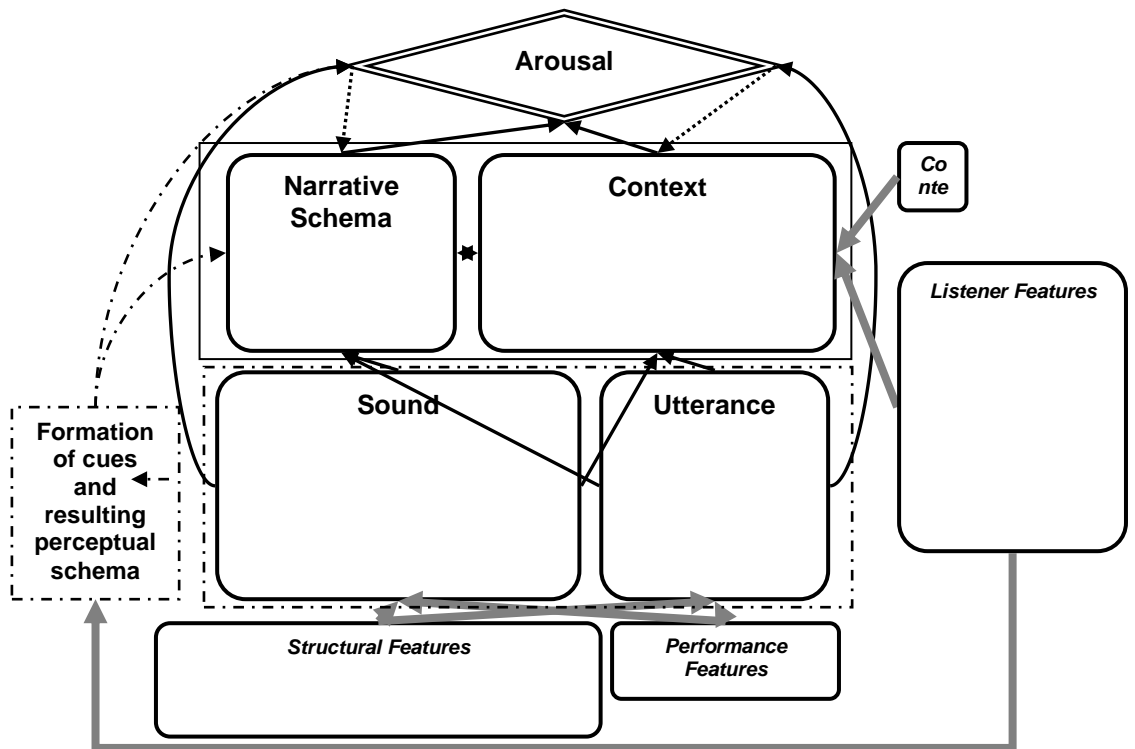 Arousal
Narrative
Schema
Context
Co
nte
Listener Features
Sound
Utterance
Formation
of cues
and
resulting
perceptual
schema
Structural Features
Performance
Features